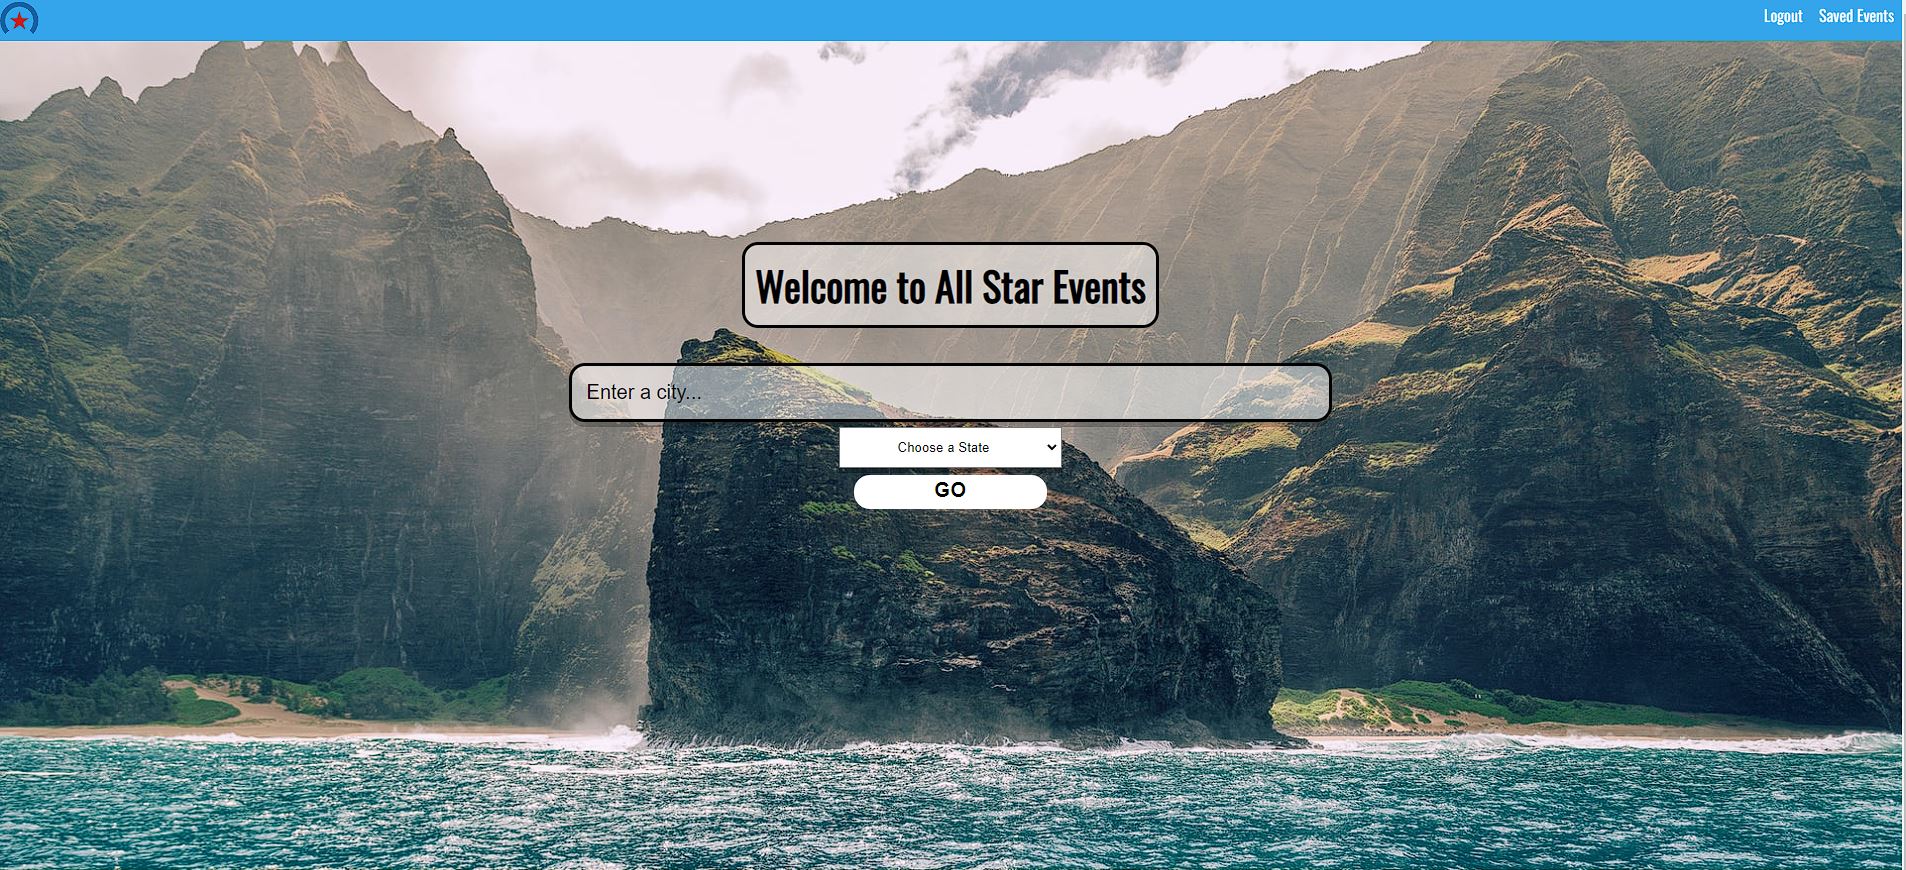 Logout Saved Events
Welcome to All Star Events
Enter a city...
Choose a State
GO